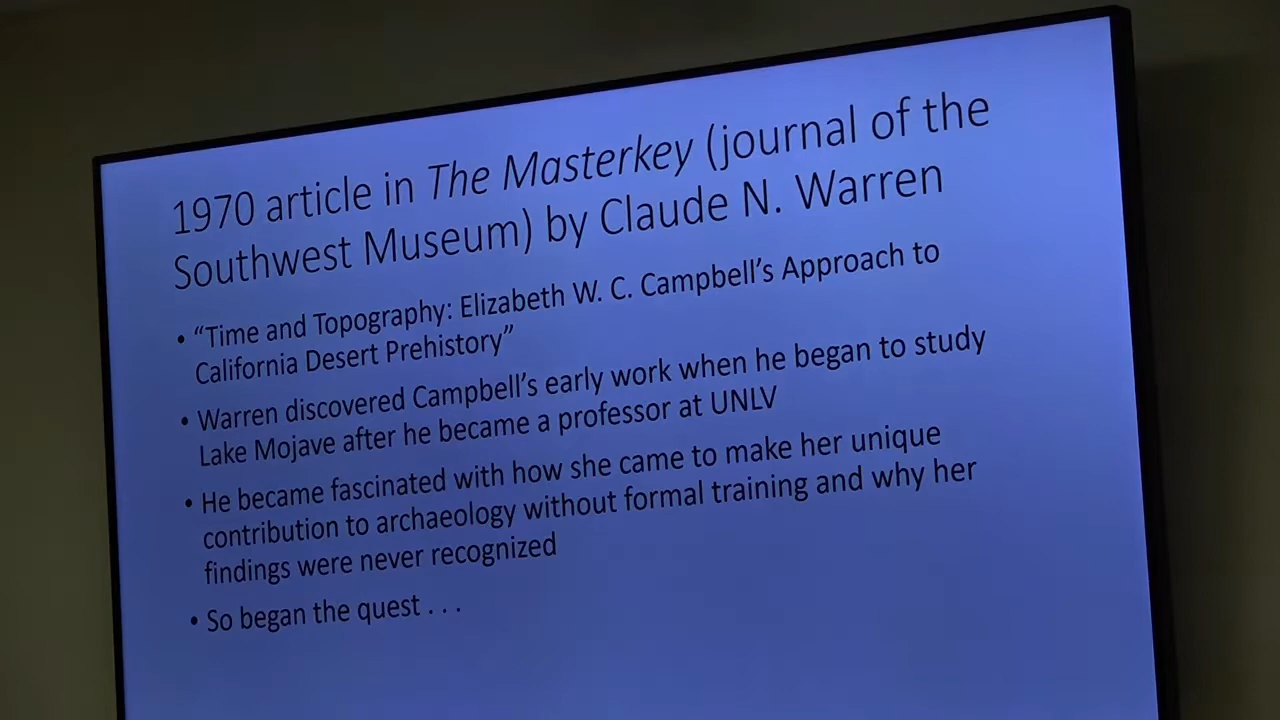 1970 article in The Masterkey (journal of the
Southwest Museum) by Claude N. Warren
• “Time and Topography: Elizabeth W. C. Campbell’s Approach to
California Desert Prehistory”
• Warren discovered Campbell’s early work when he began to study
Lake Mojave after he became a professor at UNLV
• He became fascinated with how she came to make her unique
contribution to archaeology without formal training and why her
findings were never recognized
• So began the quest . . .